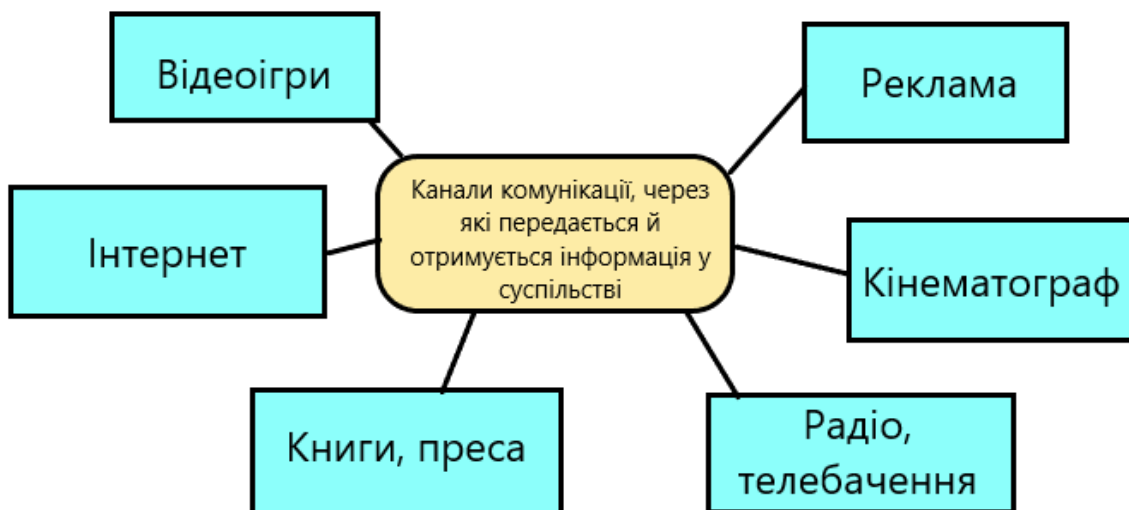 Відеоігри
Реклама
Інтернет
Канали комунікації, через
які передається й
отримується інформація у
суспільстві
Кінематограф
Книги, преса
Радіо,
телебачення